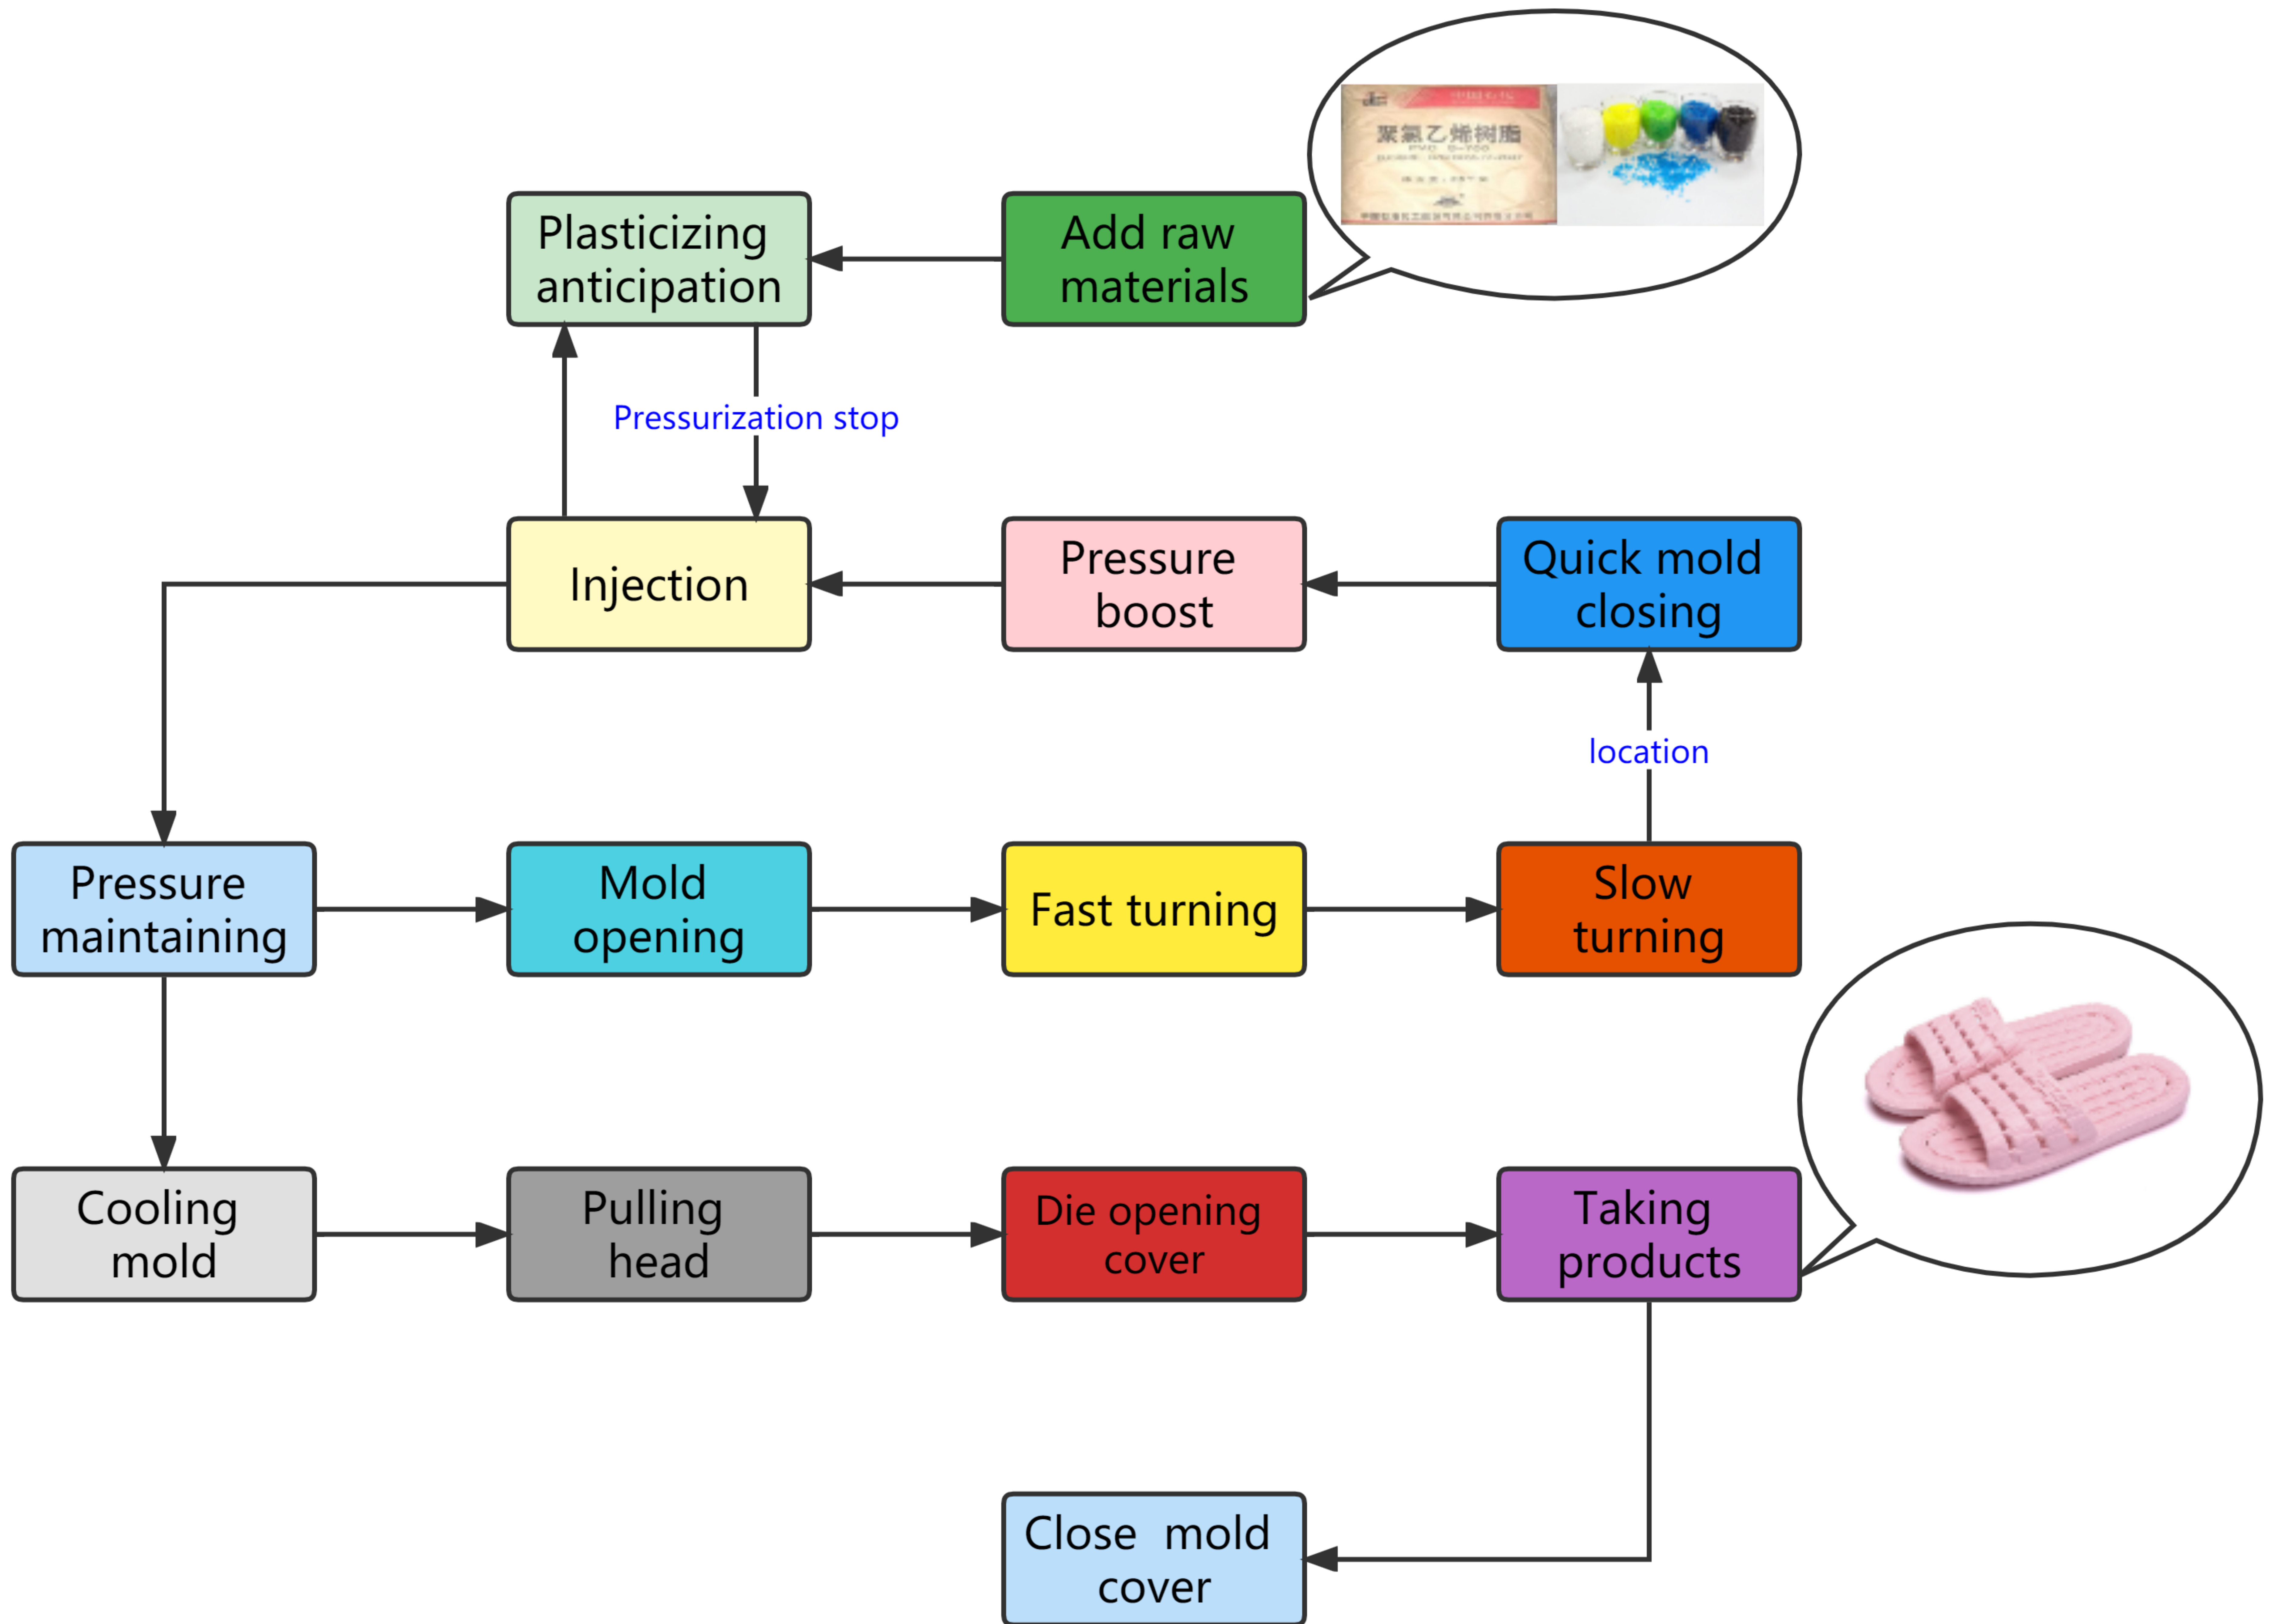 聚氯乙烯树脂
Plasticizing
anticipation
Add raw
materials
Pressurization stop
Injection
Pressure
boost
Quick mold
closing
location
Pressure
maintaining
Mold
opening
Fast turning
Slow
turning
Cooling
mold
Pulling
head
Die opening
cover
Taking
products
Close mold
cover